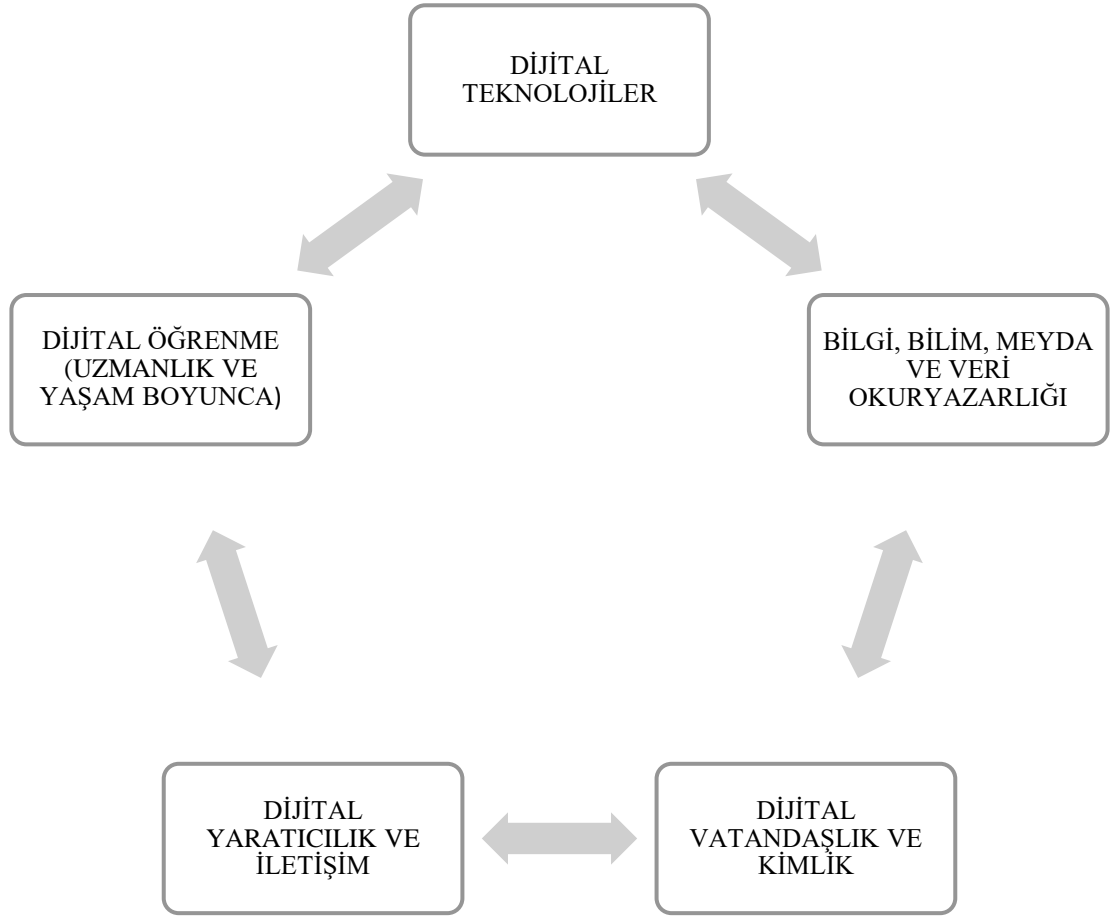 DİJİTAL
TEKNOLOJİLER
BİLGİ, BİLİM, MEYDA
VE VERİ
OKURYAZARLIĞI
DİJİTAL
VATANDAŞLIK VE
KİMLİK
DİJİTAL
YARATICILIK VE
İLETİŞİM
DİJİTAL ÖĞRENME
(UZMANLIK VE
YAŞAM BOYUNCA)